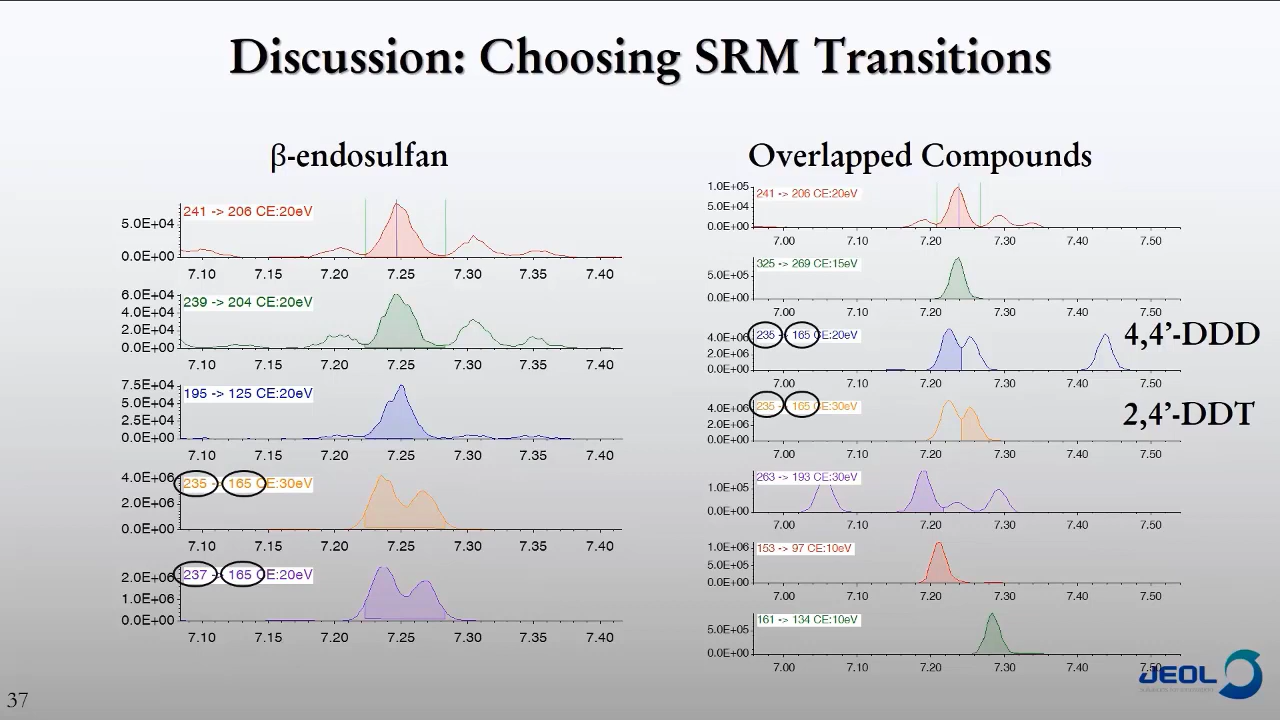 Discussion: Choosing SRM Transitions
β-endosulfan
241 -> 206 CE:20eV
5.0E+04
0.0E+00
7.10 7.15 7.20 7.25 7.30 7.35 7.40
239 -> 204 CE:20eV
6.0E+04
4.0E+04
2.0E+04
0.0E+00
7.10 7.15 7.20 7.25 7.30 7.35 7.40
195 -> 125 CE:20eV
7.5E+04
5.0E+04
2.5E+04
0.0E+00
7.10 7.15 7.20 7.25 7.30 7.35 7.40
235 -> 165 CE:30eV
4.0E+06
2.0E+06
0.0E+00
7.10 7.15 7.20 7.25 7.30 7.35 7.40
237 -> 165 CE:20eV
2.0E+06
1.0E+06
0.0E+00
7.10 7.15 7.20 7.25 7.30 7.35 7.40
Overlapped Compounds
241 -> 206 CE:20eV
1.0E+05
5.0E+04
0.0E+00
7.00 7.10 7.20 7.30 7.40 7.50
325 -> 269 CE:15eV
5.0E+05
0.0E+00
7.00 7.10 7.20 7.30 7.40 7.50
235 -> 165 CE:20eV
4.0E+06
2.0E+06
0.0E+00
7.00 7.10 7.20 7.30 7.40 7.50
4,4’-DDD
235 -> 165 CE:30eV
4.0E+06
2.0E+06
0.0E+00
7.00 7.10 7.20 7.30 7.40 7.50
2,4’-DDT
263 -> 193 CE:30eV
1.0E+05
0.0E+00
7.00 7.10 7.20 7.30 7.40 7.50
153 -> 97 CE:10eV
1.0E+06
5.0E+05
0.0E+00
7.00 7.10 7.20 7.30 7.40 7.50
161 -> 134 CE:10eV
5.0E+05
0.0E+00
7.00 7.10 7.20 7.30 7.40 7.50
JEOL
37